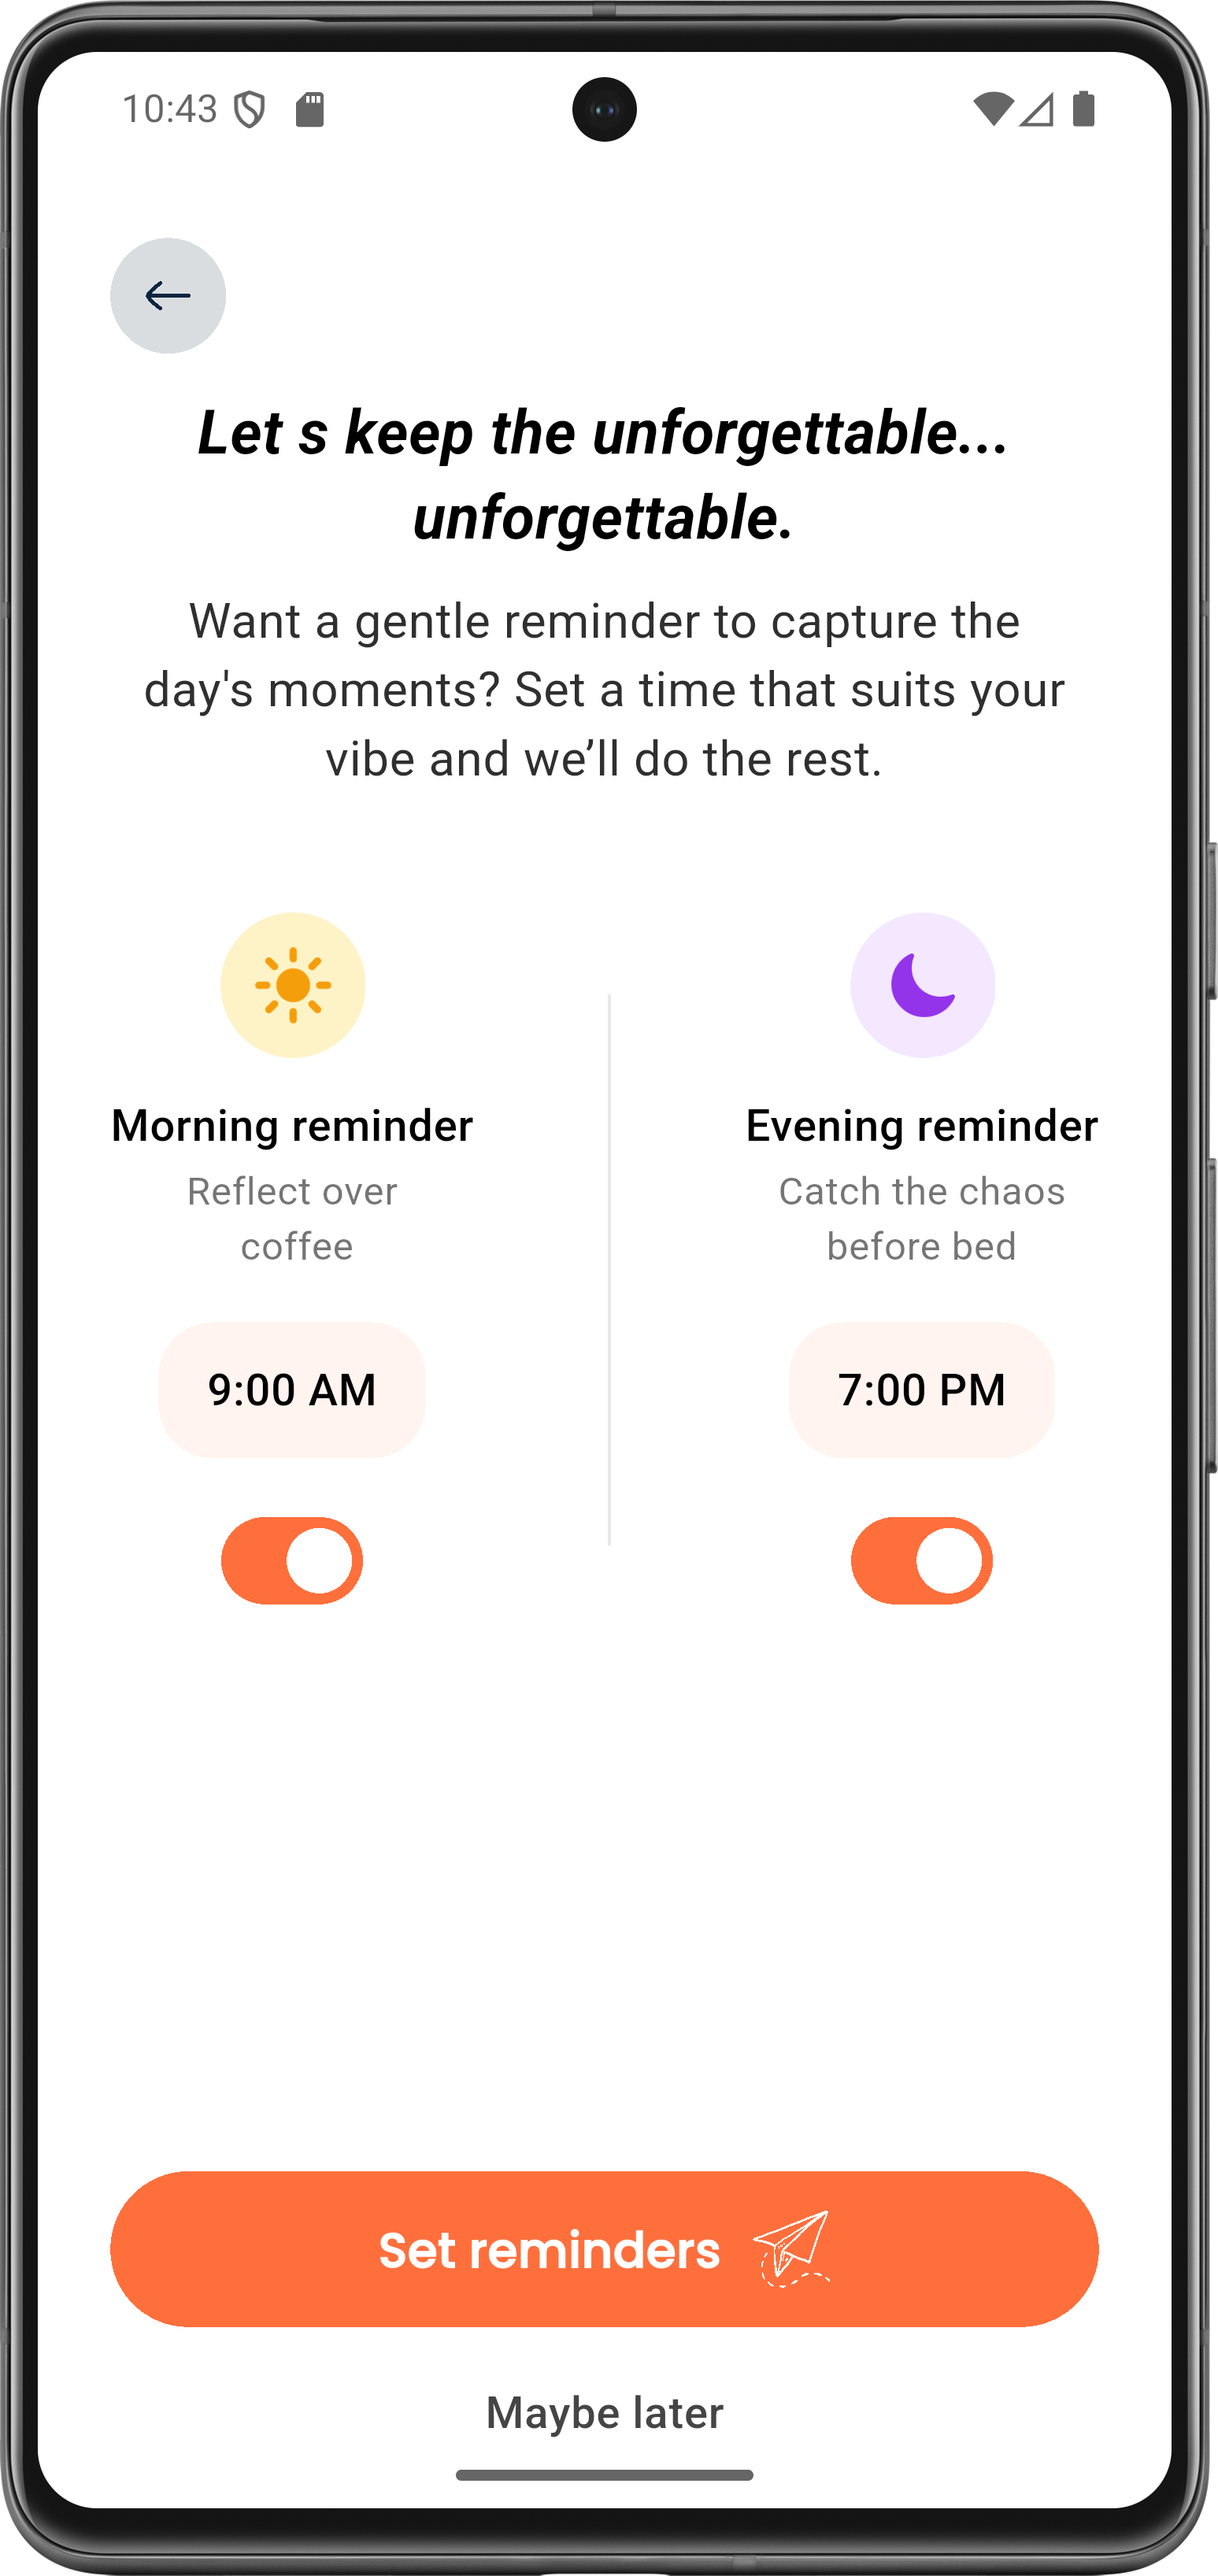 10:43
Let s keep the unforgettable...
unforgettable.
Want a gentle reminder to capture the
day's moments? Set a time that suits your
vibe and we’ll do the rest.
Morning reminder
Reflect over
coffee
9:00 AM
Evening reminder
Catch the chaos
before bed
7:00 PM
Set reminders
Maybe later